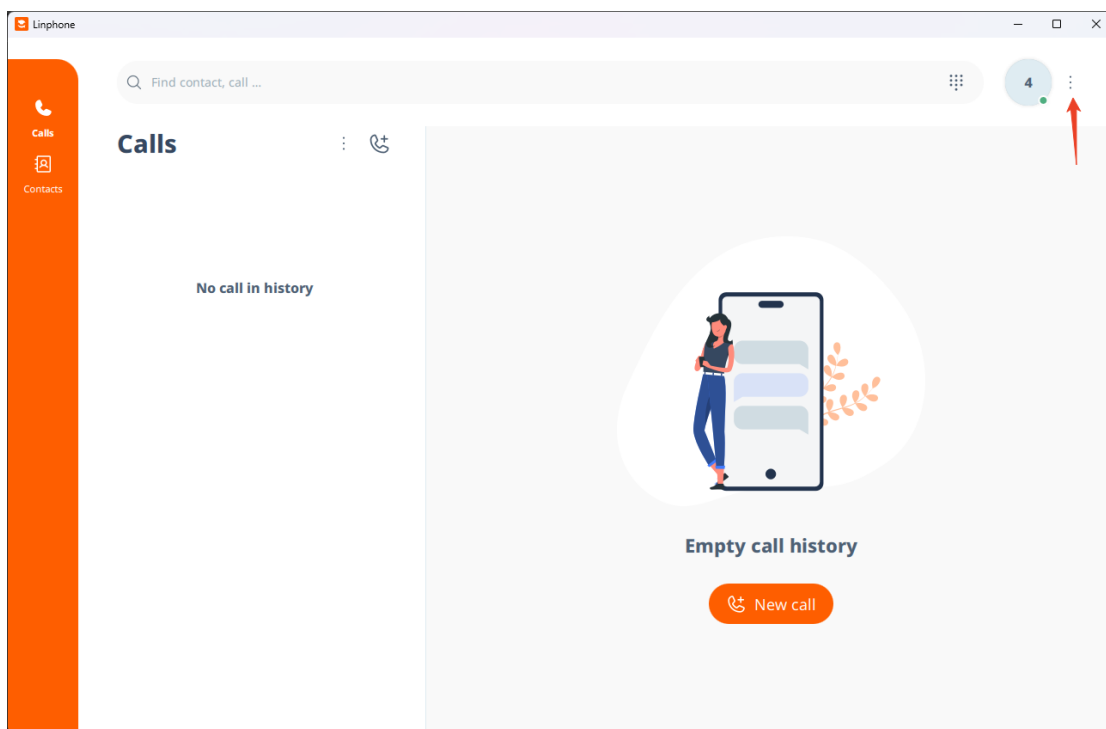 Linphone
Find contact, call ...
4
Calls
Calls
Contacts
No call in history
Empty call history
New call